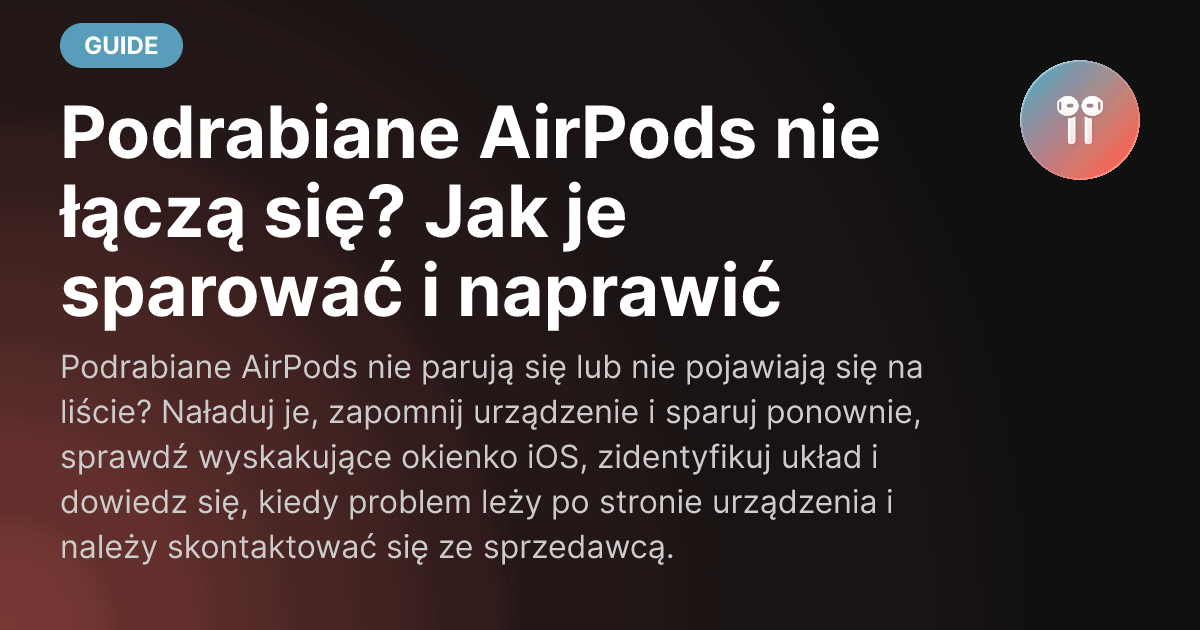 GUIDE
Podrabiane AirPods nie
łączą się? Jak je
sparować i naprawić
Podrabiane AirPods nie parują się lub nie pojawiają się na
liście? Naładuj je, zapomnij urządzenie i sparuj ponownie,
sprawdź wyskakujące okienko iOS, zidentyfikuj układ i
dowiedz się, kiedy problem leży po stronie urządzenia i
należy skontaktować się ze sprzedawcą.